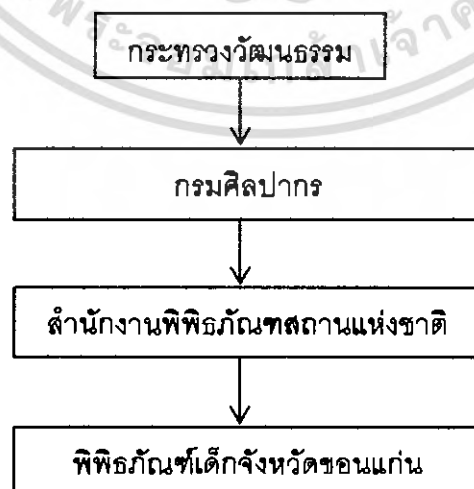 กระทรวงวัฒนธรรม
กรมศิลปากร
สำนักงานพิพิธภัณฑสถานแห่งชาติ
พิพิธภัณฑ์เด็กจังหวัดขอนแก่น